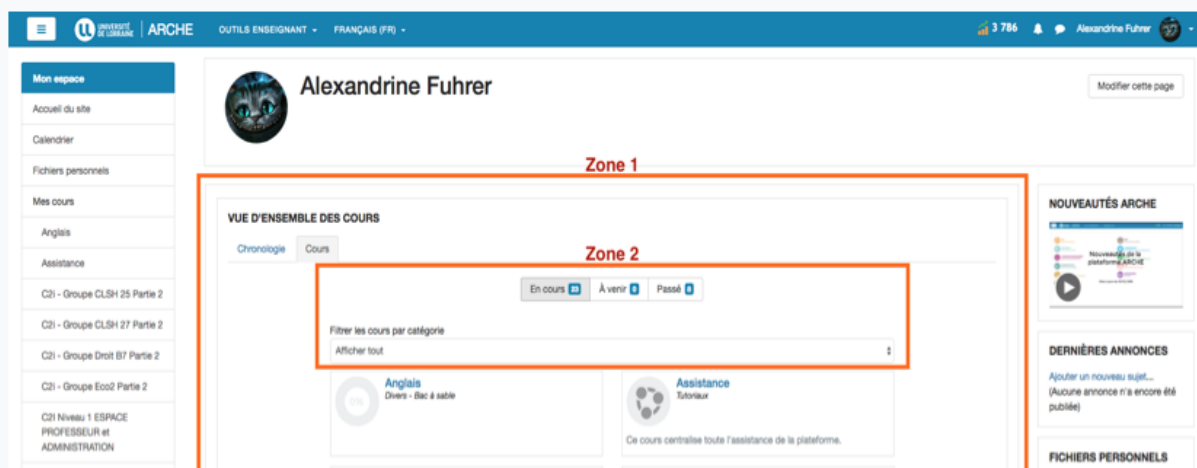 UNIVERSITÉ
DE LORRAINE
ARCHE
OUTILS ENSEIGNANT
FRANÇAIS (FR)
3 786
Alexandrine Fuhrer
Mon espace
Accueil du site
Calendrier
Fichiers personnels
Mes cours
Anglais
Assistance
C2i - Groupe CLSH 25 Partie 2
C2i - Groupe CLSH 27 Partie 2
C2i - Groupe Droit B7 Partie 2
C2i - Groupe Eco2 Partie 2
C2I Niveau 1 ESPACE
PROFESSEUR et
ADMINISTRATION
Alexandrine Fuhrer
Modifier cette page
Zone 1
VUE D'ENSEMBLE DES COURS
Chronologie Cours
Zone 2
En cours À venir Passé
Filtrer les cours par catégorie
Afficher tout
0%
Anglais
Divers - Bac à sable
Assistance
Tutoriaux
Ce cours centralise toute l'assistance de la plateforme.
NOUVEAUTÉS ARCHE
Nouveautés de la
plateforme ARCHE
DERNIÈRES ANNONCES
Ajouter un nouveau sujet...
(Aucune annonce n'a encore été
publiée)
FICHIERS PERSONNELS